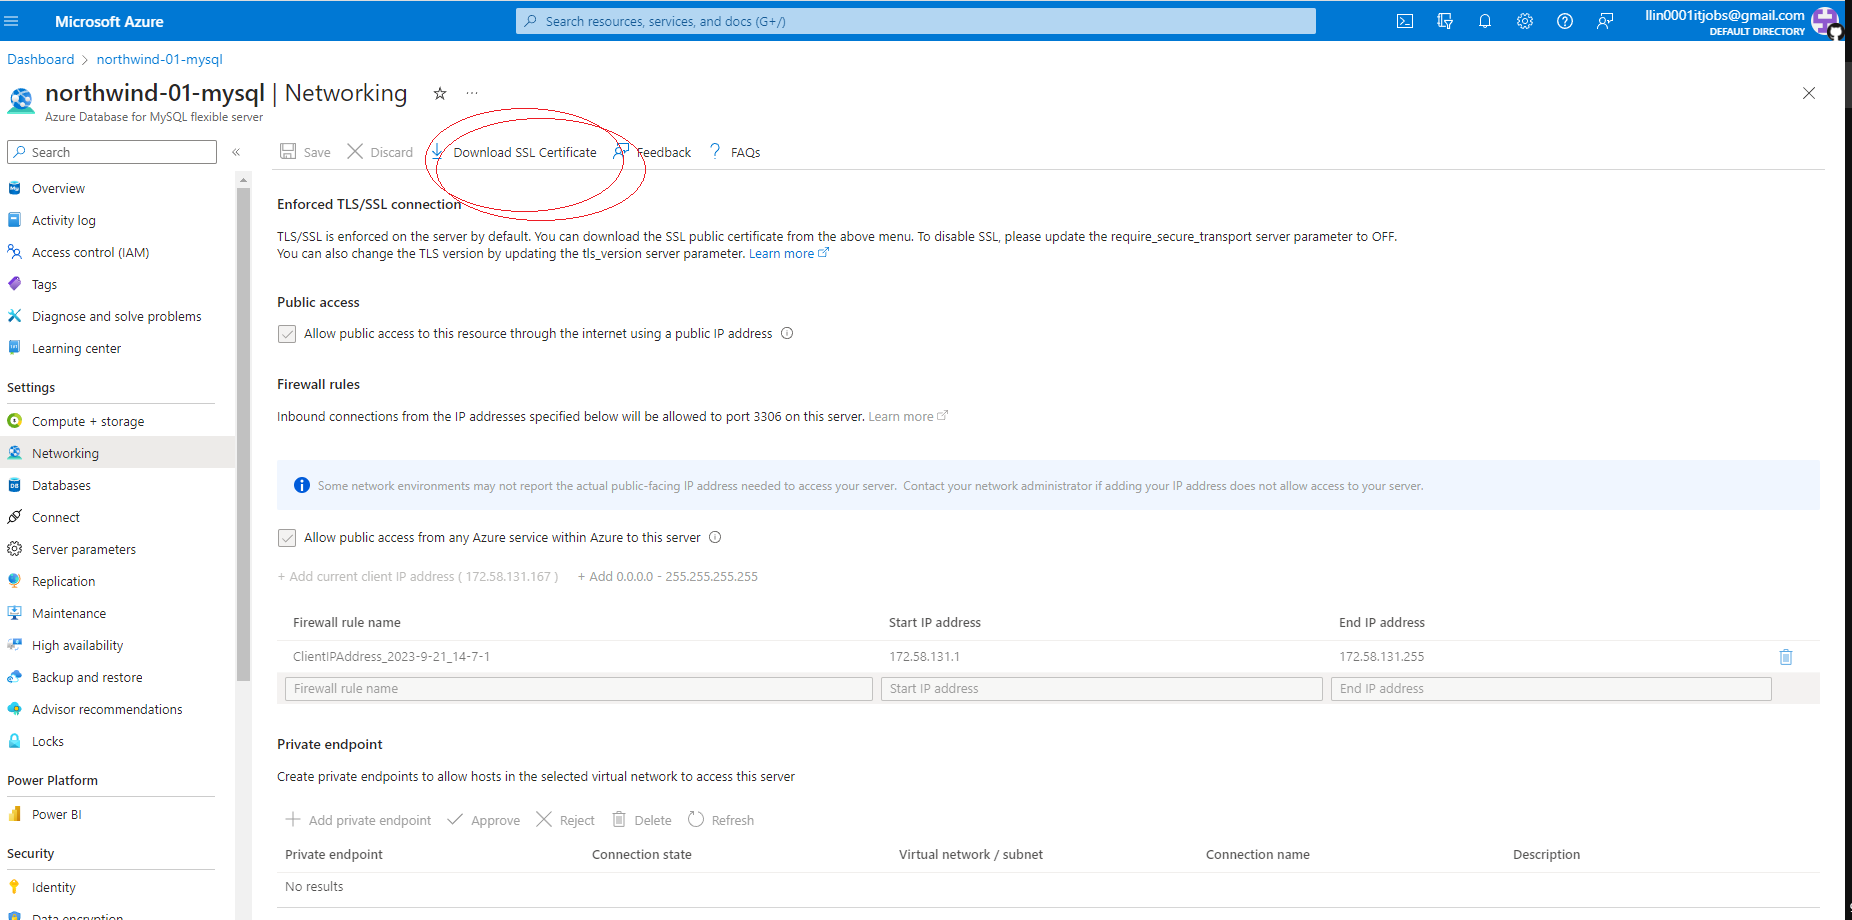 Microsoft Azure
Search resources, services, and docs (G+/)
llin0001itjobs@gmail.com
DEFAULT DIRECTORY
Dashboard > northwind-01-mysql
northwind-01-mysql | Networking
Azure Database for MySQL flexible server
Search
Overview
Activity log
Access control (IAM)
Tags
Diagnose and solve problems
Learning center
Settings
Compute + storage
Networking
Databases
Connect
Server parameters
Replication
Maintenance
High availability
Backup and restore
Advisor recommendations
Locks
Power Platform
Power BI
Security
Identity
Data encryption
Save Discard Download SSL Certificate Feedback FAQs
Enforced TLS/SSL connection
TLS/SSL is enforced on the server by default. You can download the SSL public certificate from the above menu. To disable SSL, please update the require_secure_transport server parameter to OFF.
You can also change the TLS version by updating the tls_version server parameter. Learn more
Public access
Allow public access to this resource through the internet using a public IP address
Firewall rules
Inbound connections from the IP addresses specified below will be allowed to port 3306 on this server. Learn more
Some network environments may not report the actual public-facing IP address needed to access your server. Contact your network administrator if adding your IP address does not allow access to your server.
Allow public access from any Azure service within Azure to this server
+ Add current client IP address ( 172.58.131.167 ) + Add 0.0.0.0 - 255.255.255.255
Firewall rule name Start IP address End IP address
ClientIPAddress_2023-9-21_14-7-1 172.58.131.1 172.58.131.255
Firewall rule name Start IP address End IP address
Private endpoint
Create private endpoints to allow hosts in the selected virtual network to access this server
Add private endpoint Approve Reject Delete Refresh
Private endpoint Connection state Virtual network / subnet Connection name Description
No results